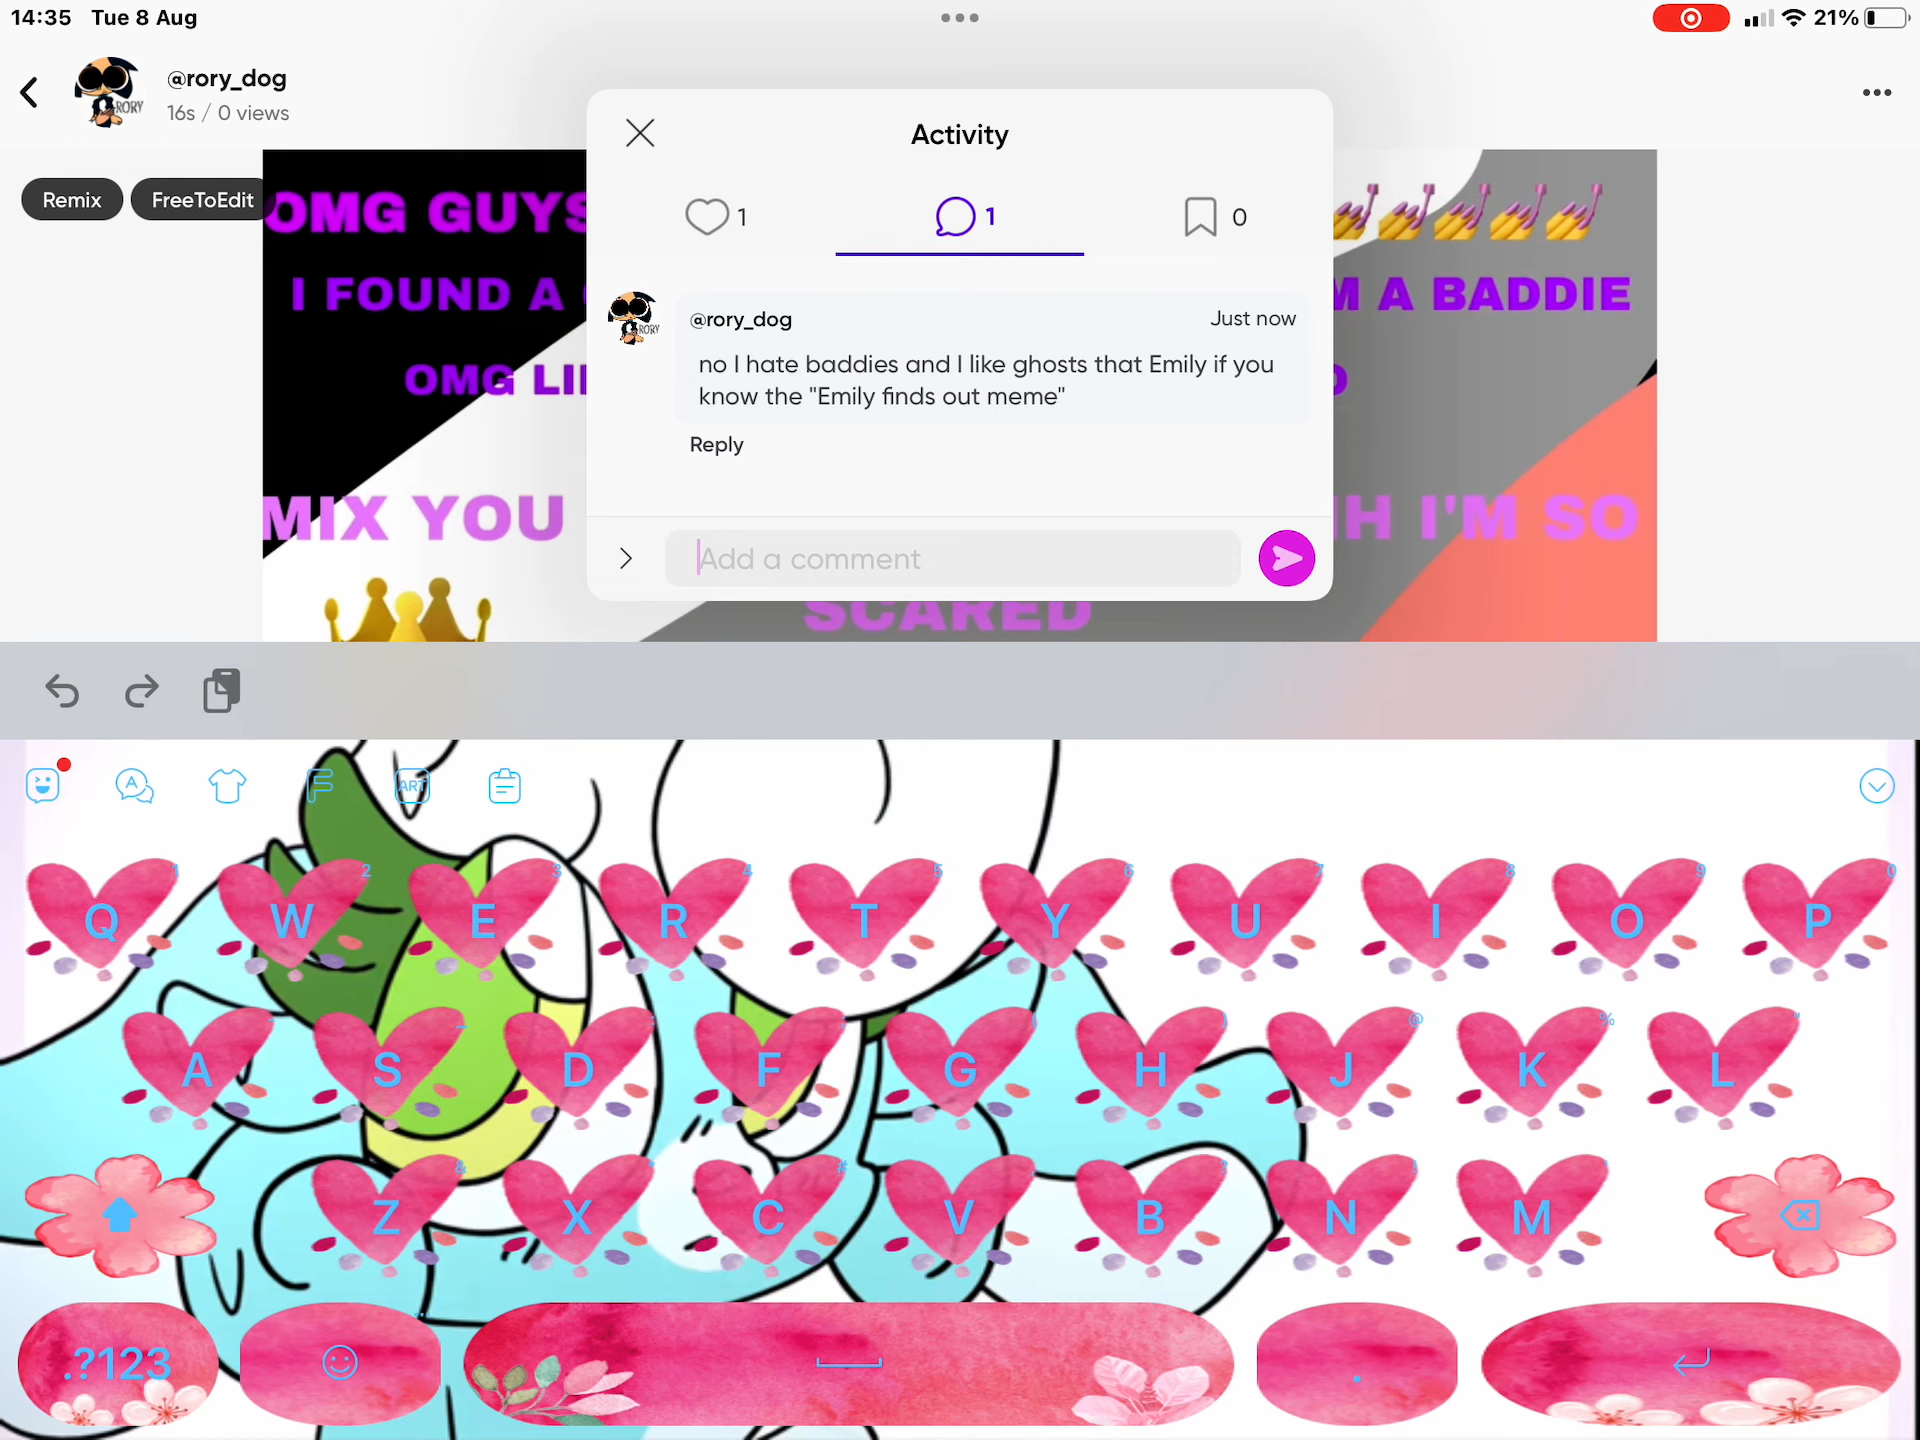 14:35 Tue 8 Aug
21%
@rory_dog
16s / 0 views
Activity
Remix FreeToEdit
1 1 0
OMG GUYS
I FOUND A
M A BADDIE
OMG LI
MIX YOU
H I'M SO
SCARED
@rory_dog Just now
RORY
no I hate baddies and I like ghosts that Emily if you
know the "Emily finds out meme"
Reply
Add a comment
ART
Q W E R T Y U I O P
A S D F G H J K L
Z X C V B N M
.?123